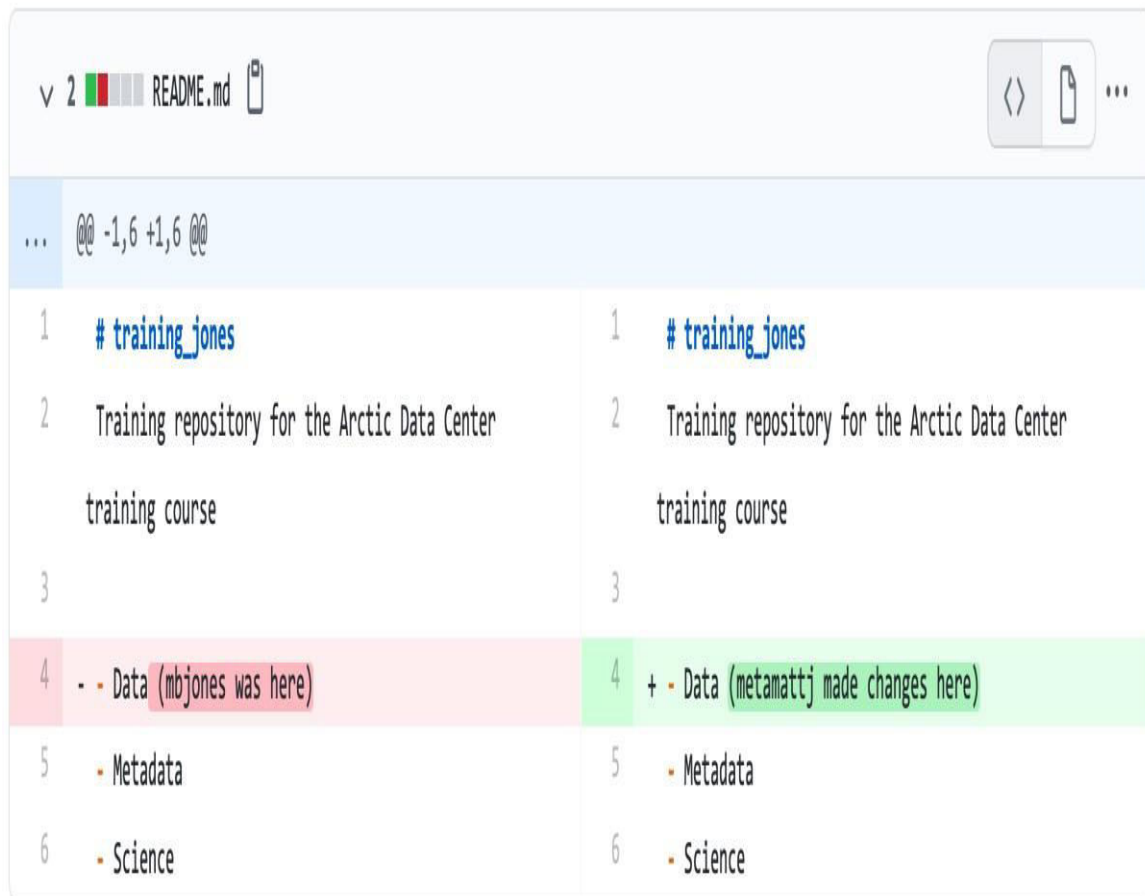 2 README.md
... @@ -1,6 +1,6 @@
1 # training_jones
2 Training repository for the Arctic Data Center
training course
3
4 - - Data (mbjones was here)
5 - Metadata
6 - Science
1 # training_jones
2 Training repository for the Arctic Data Center
training course
3
4 + - Data (metamattj made changes here)
5 - Metadata
6 - Science